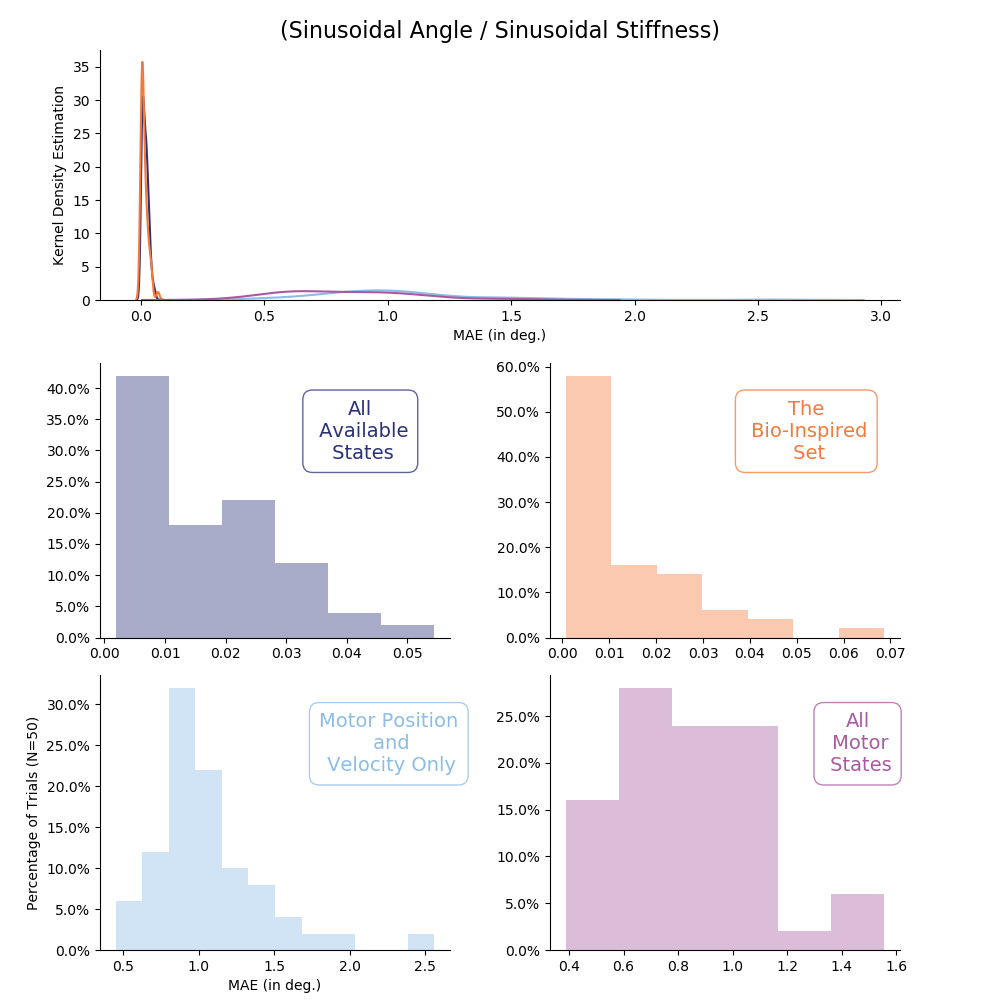 (Sinusoidal Angle / Sinusoidal Stiffness)
Kernel Density Estimation
35
30
25
20
15
10
5
0
0.0 0.5 1.0 1.5 2.0 2.5 3.0
MAE (in deg.)
40.0%
35.0%
30.0%
25.0%
20.0%
15.0%
10.0%
5.0%
0.0%
All
Available
States
0.00 0.01 0.02 0.03 0.04 0.05
60.0%
50.0%
40.0%
30.0%
20.0%
10.0%
0.0%
The
Bio-Inspired
Set
0.00 0.01 0.02 0.03 0.04 0.05 0.06 0.07
Percentage of Trials (N=50)
30.0%
25.0%
20.0%
15.0%
10.0%
5.0%
0.0%
Motor Position
and
Velocity Only
0.5 1.0 1.5 2.0 2.5
MAE (in deg.)
25.0%
20.0%
15.0%
10.0%
5.0%
0.0%
All
Motor
States
0.4 0.6 0.8 1.0 1.2 1.4 1.6